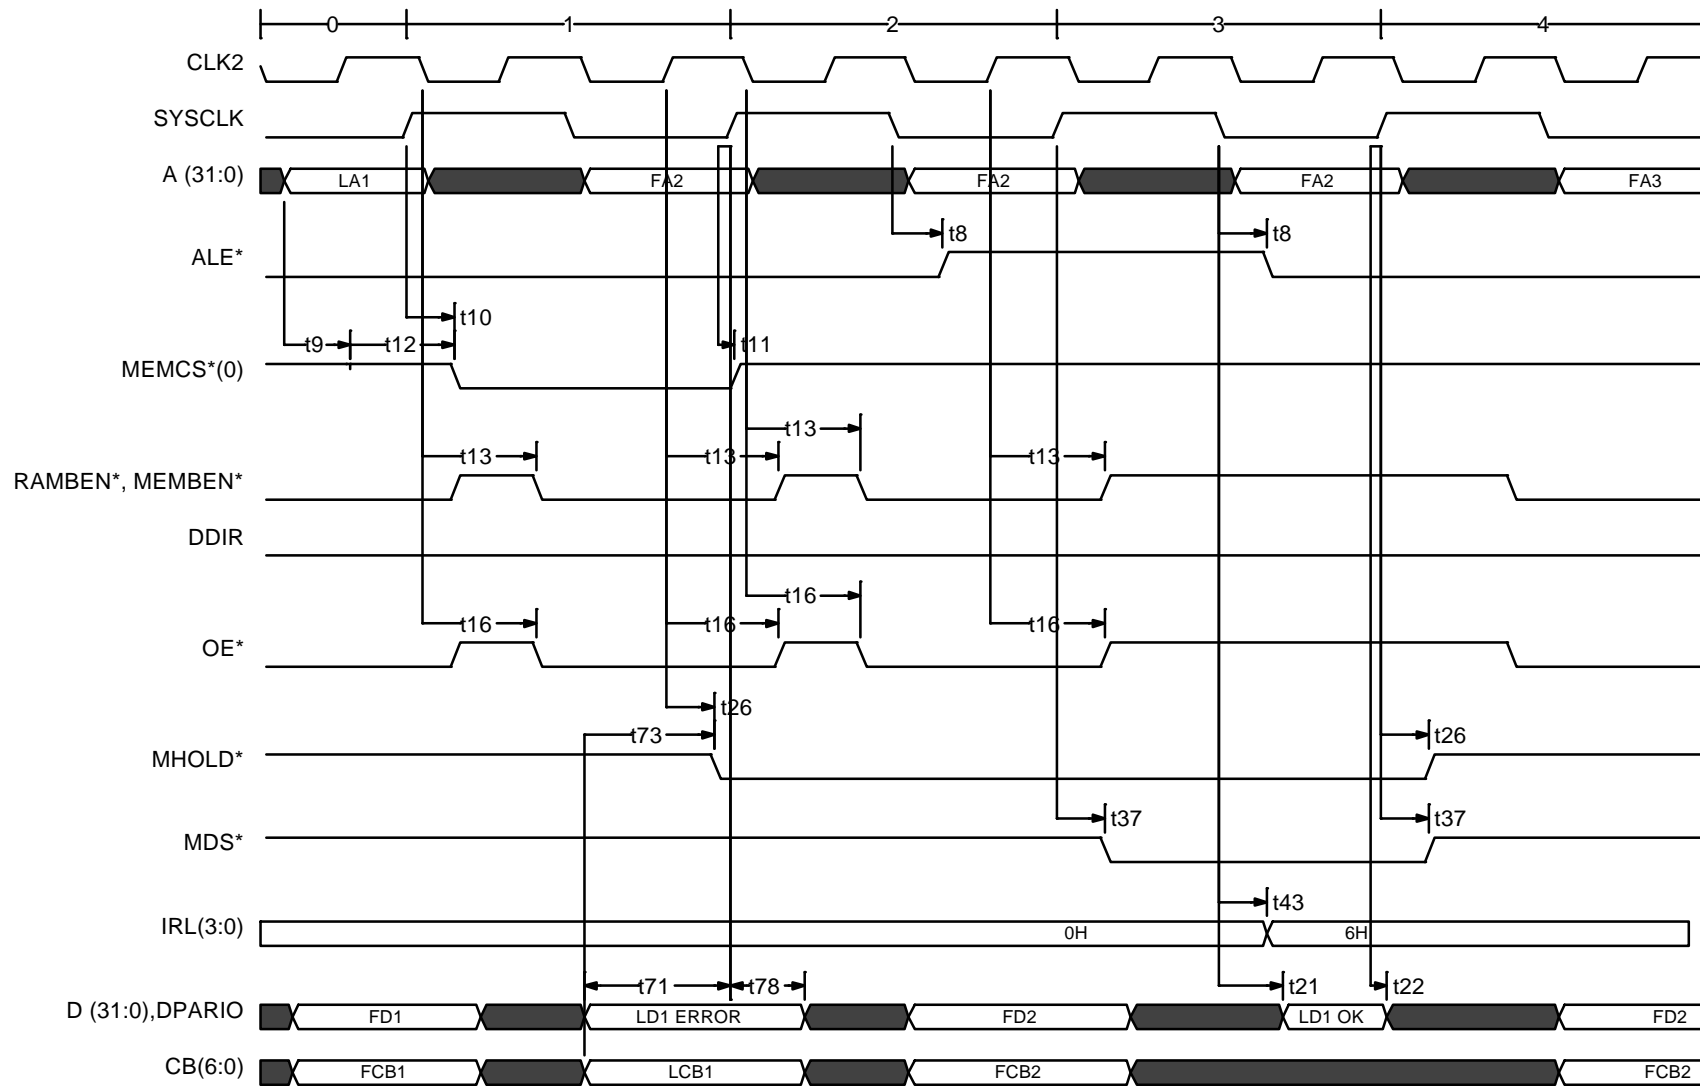 0 1 2 3 4
CLK2
SYSCLK
A (31:0) LA1 FA2 FA2 FA2 FA3
t8 t8
ALE*
t10
t9 t12 t11
MEMCS*(0)
t13
t13 t13 t13
RAMBEN*, MEMBEN*
DDIR
t16
t16 t16 t16
OE*
t26
t73 t26
MHOLD*
t37 t37
MDS*
t43
IRL(3:0) 0H 6H
t71 t78 t21 t22
D (31:0),DPARIO FD1 LD1 ERROR FD2 LD1 OK FD2
CB(6:0) FCB1 LCB1 FCB2 FCB2